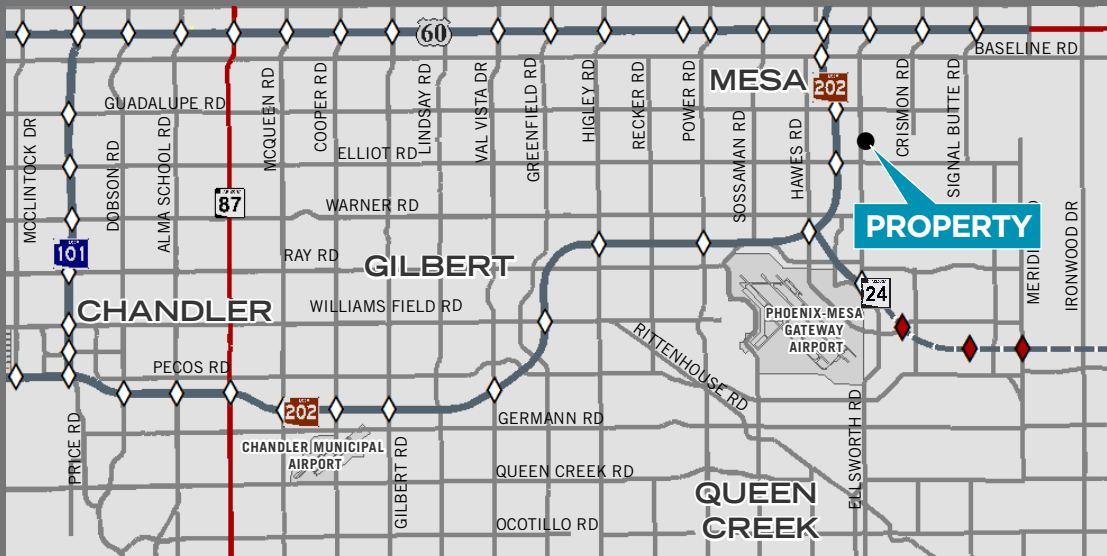 60
BASELINE RD
MESA
202
GUADALUPE RD
MCCLINTOCK DR
DOBSON RD
ALMA SCHOOL RD
MCQUEEN RD
COOPER RD
LINDSAY RD
VAL VISTA DR
GREENFIELD RD
HIGLEY RD
RECKER RD
POWER RD
SOSSAMAN RD
HAWES RD
CRISMON RD
SIGNAL BUTTE RD
ELLIOT RD
87
WARNER RD
PROPERTY
IRONWOOD DR
101
RAY RD
GILBERT
24
CHANDLER
WILLIAMS FIELD RD
PHOENIX-MESA
GATEWAY
AIRPORT
RITTENHOUSE RD
PECOS RD
202
GERMANN RD
PRICE RD
CHANDLER MUNICIPAL
AIRPORT
GILBERT RD
QUEEN CREEK RD
QUEEN
CREEK
ELLSWORTH RD
OCOTILLO RD